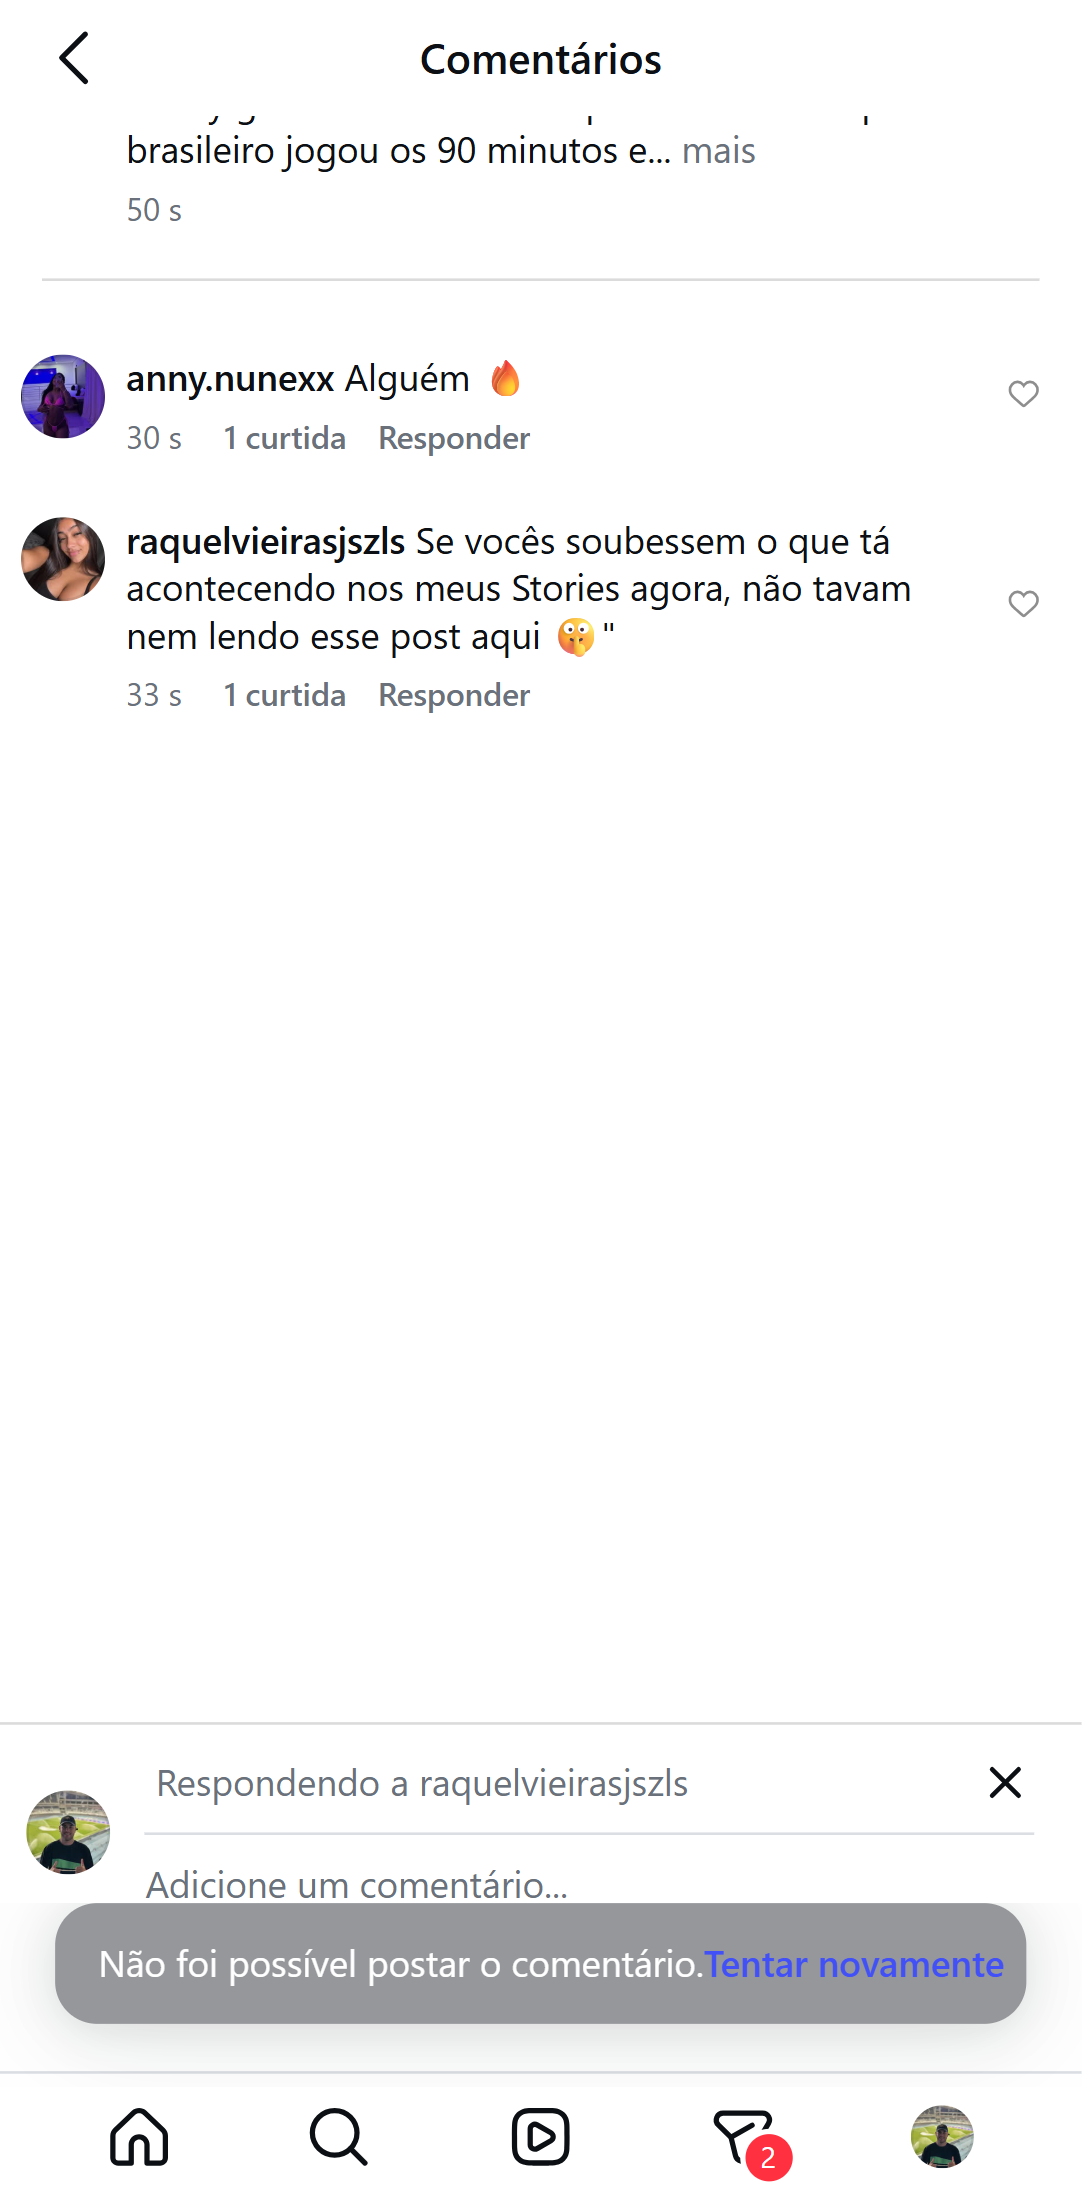 Comentários
brasileiro jogou os 90 minutos e... mais
50 s
anny.nunexx Alguém 🔥
30 s 1 curtida Responder
raquelvieirasjszls Se vocês soubessem o que tá
acontecendo nos meus Stories agora, não tavam
nem lendo esse post aqui 🤫"
33 s 1 curtida Responder
Respondendo a raquelvieirasjszls
Adicione um comentário...
Não foi possível postar o comentário.Tentar novamente
2